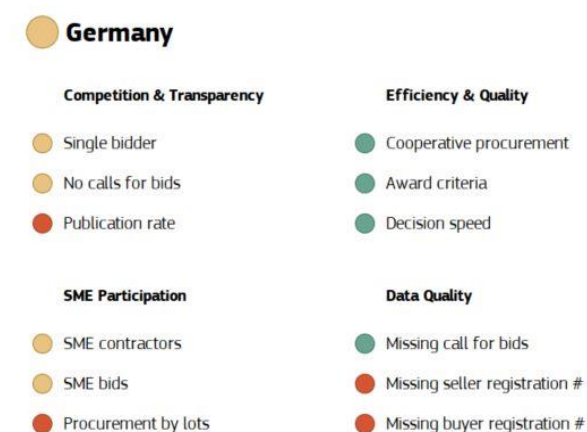 Germany
Competition & Transparency
Single bidder
No calls for bids
Publication rate
Efficiency & Quality
Cooperative procurement
Award criteria
Decision speed
SME Participation
SME contractors
SME bids
Procurement by lots
Data Quality
Missing call for bids
Missing seller registration #
Missing buyer registration #